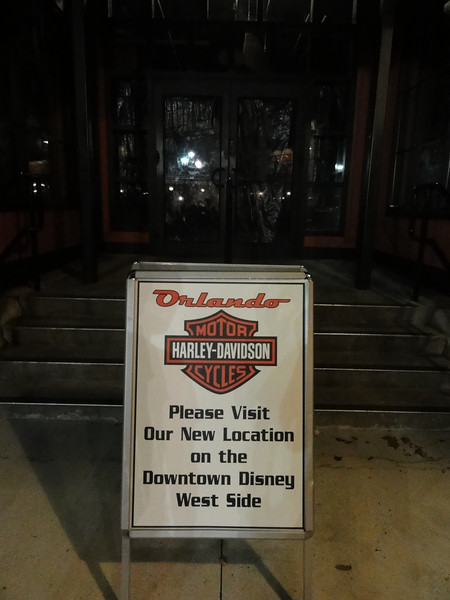 Orlando
MOTOR
HARLEY-DAVIDSON
CYCLES
Please Visit
Our New Location
on the
Downtown Disney
West Side